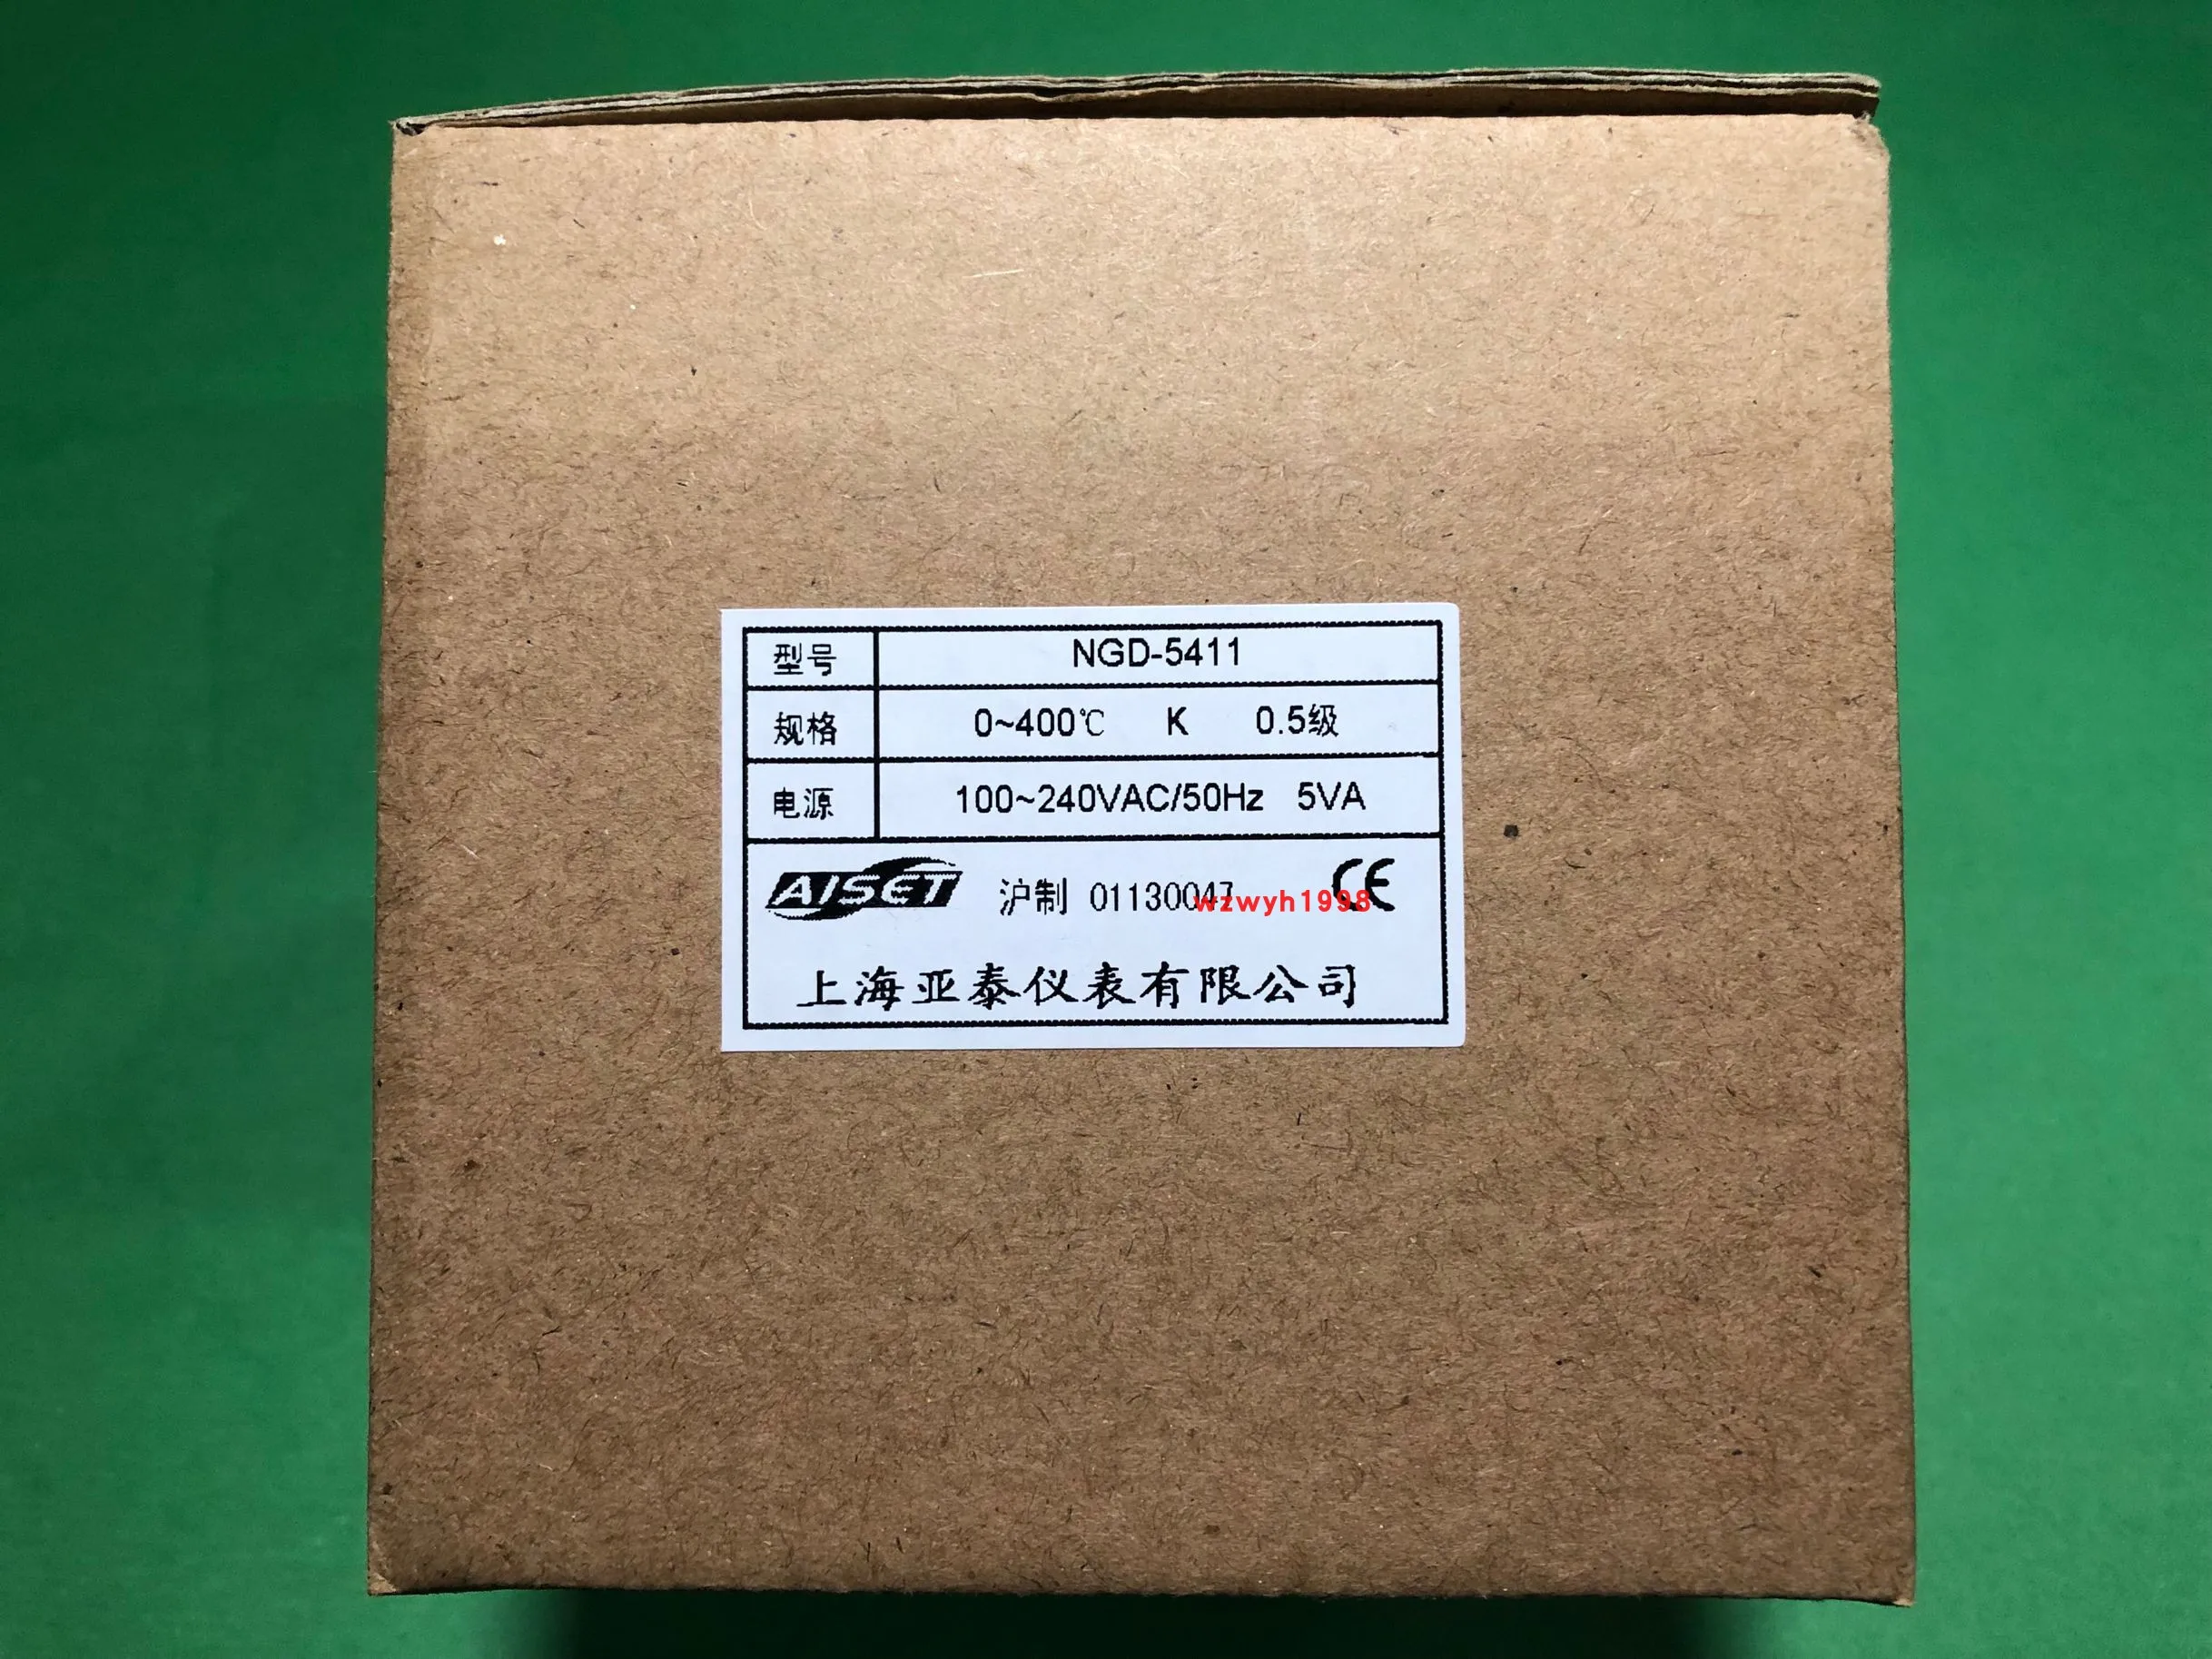 型号 NGD-5411
规格 0~400℃ K 0.5级
电源 100~240VAC/50Hz 5VA
AISET 沪制 01130047 CE
wzwyh1998
上海亚泰仪表有限公司